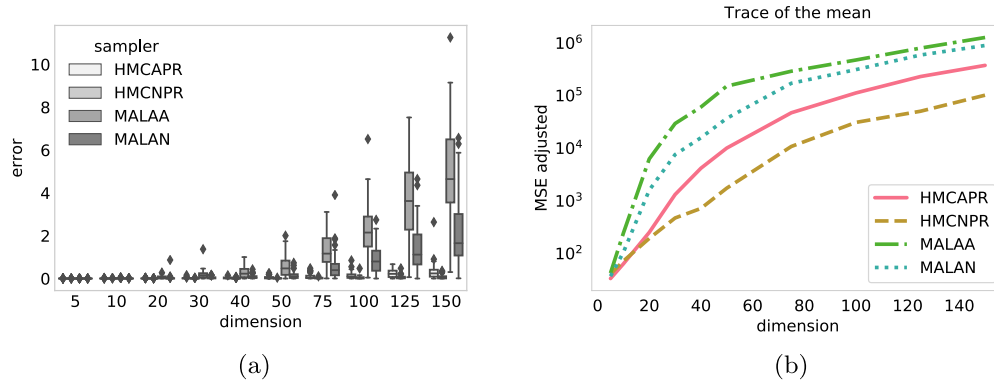 sampler
HMCAPR
HMCNPR
MALAA
MALAN
error
10
8
6
4
2
0
5 10 20 30 40 50 75 100 125 150
dimension
(a)
Trace of the mean
MSE adjusted
10^6
10^5
10^4
10^3
10^2
HMCAPR
HMCNPR
MALAA
MALAN
0 20 40 60 80 100 120 140
dimension
(b)